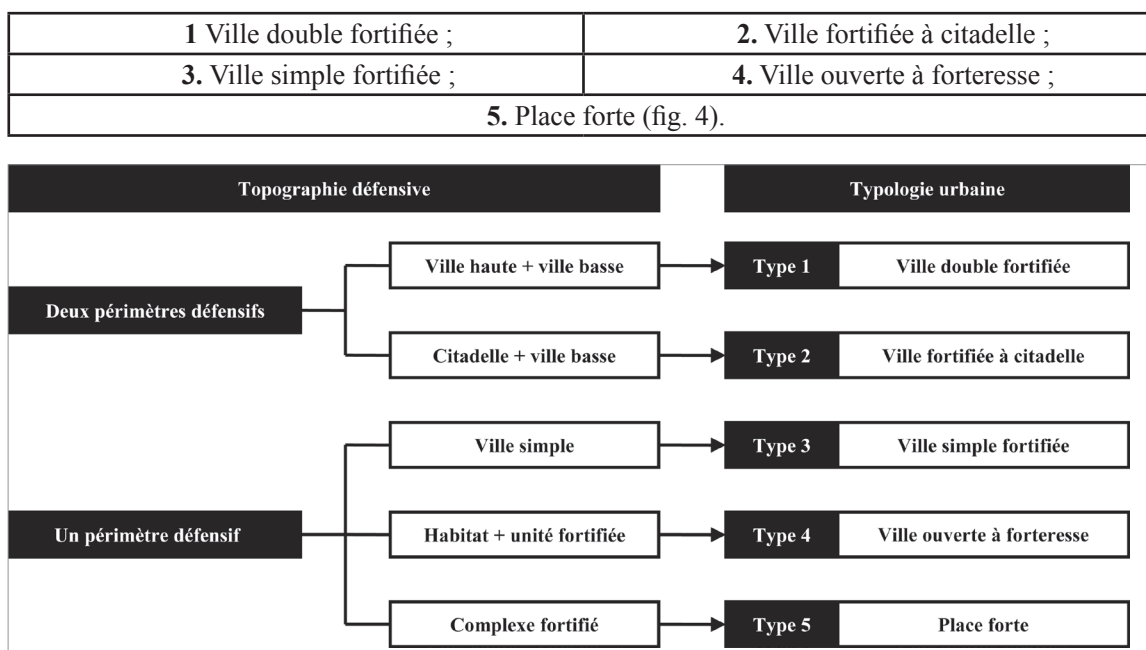 1 Ville double fortifiée ;
2. Ville fortifiée à citadelle ;
3. Ville simple fortifiée ;
4. Ville ouverte à forteresse ;
5. Place forte (fig. 4).
Topographie défensive
Typologie urbaine
Deux périmètres défensifs
Ville haute + ville basse
Type 1
Ville double fortifiée
Citadelle + ville basse
Type 2
Ville fortifiée à citadelle
Un périmètre défensif
Ville simple
Type 3
Ville simple fortifiée
Habitat + unité fortifiée
Type 4
Ville ouverte à forteresse
Complexe fortifié
Type 5
Place forte